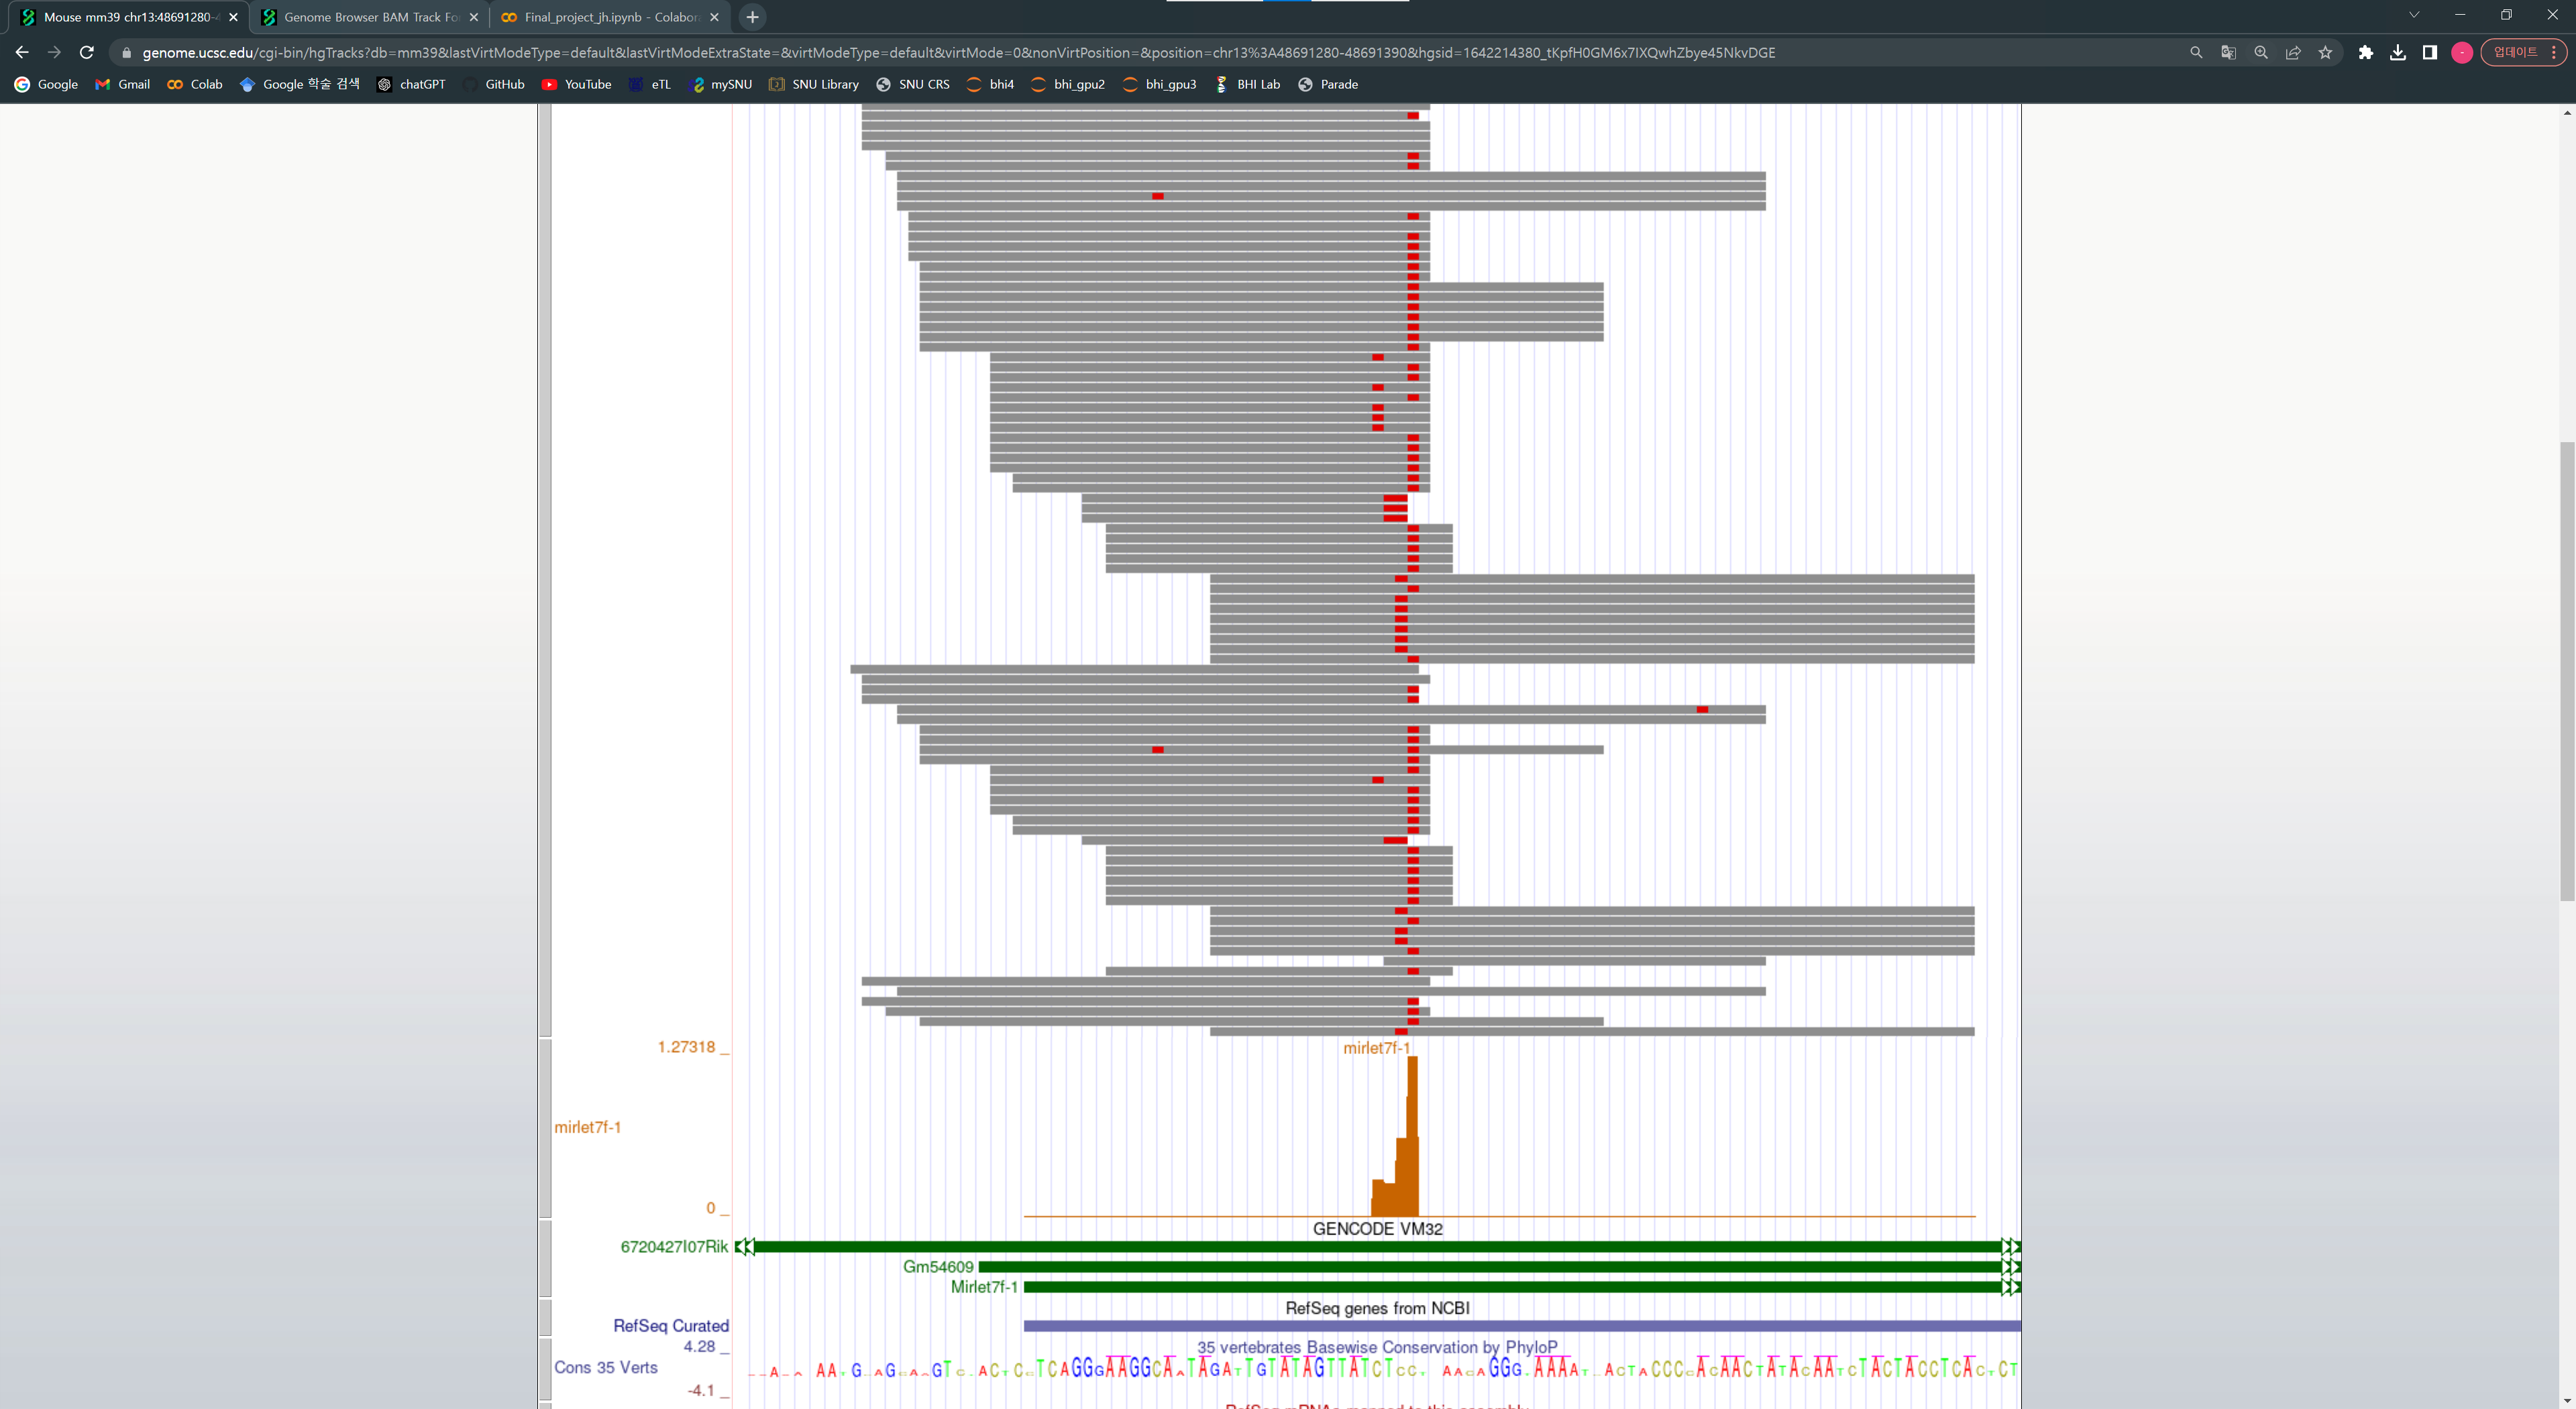 Mouse mm39 chr13:48691280-4
Genome Browser BAM Track Fo
Final_project_jh.ipynb - Colabor
genome.ucsc.edu/cgi-bin/hgTracks?db=mm39&lastVirtModeType=default&lastVirtModeExtraState=&virtModeType=default&virtMode=0&nonVirtPosition=&position=chr13%3A48691280-48691390&hgsid=1642214380_tKpfH0GM6x7IXQwhZbye45NkvDGE
업데이트
Google Gmail Colab Google 학술 검색 chatGPT GitHub YouTube eTL mySNU SNU Library SNU CRS bhi4 bhi_gpu2 bhi_gpu3 BHI Lab Parade
mirlet7f-1
1.27318 _
mirlet7f-1
0 _
GENCODE VM32
6720427I07Rik
Gm54609
Mirlet7f-1
RefSeq genes from NCBI
RefSeq Curated
35 vertebrates Basewise Conservation by PhyloP
4.28 _
Cons 35 Verts
-4.1 _